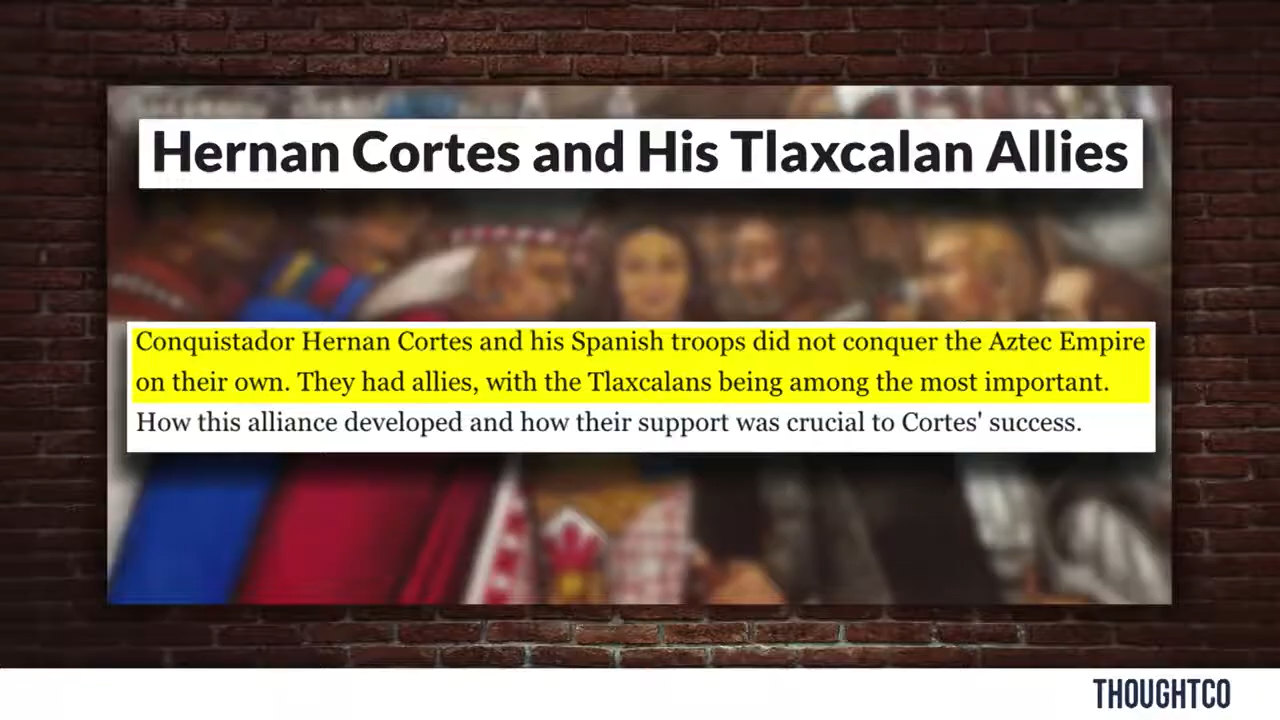 Hernan Cortes and His Tlaxcalan Allies
Conquistador Hernan Cortes and his Spanish troops did not conquer the Aztec Empire
on their own. They had allies, with the Tlaxcalans being among the most important.
How this alliance developed and how their support was crucial to Cortes' success.
THOUGHTCO